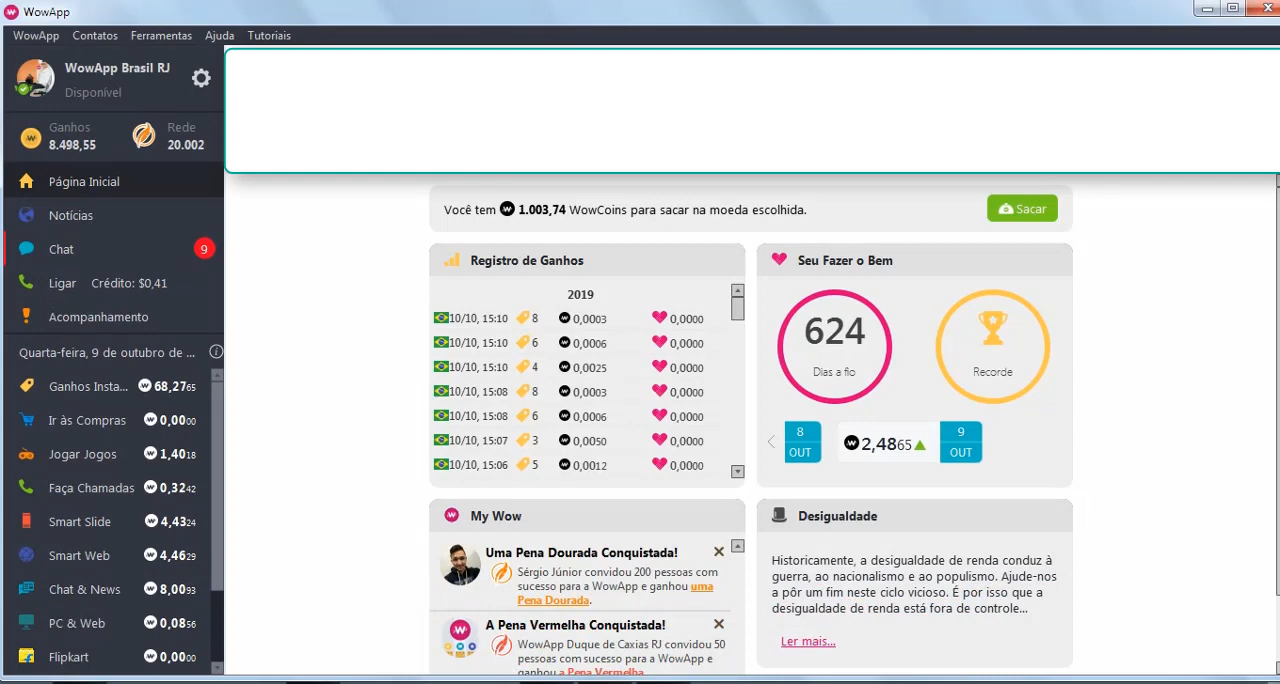 WowApp
WowApp Contatos Ferramentas Ajuda Tutoriais
WowApp Brasil RJ
Disponível
Ganhos
8.498,55
Rede
20.002
Página Inicial
Notícias
Chat 9
Ligar Crédito: $0,41
Acompanhamento
Quarta-feira, 9 de outubro de ...
Ganhos Insta... 68,2765
Ir às Compras 0,0000
Jogar Jogos 1,4018
Faça Chamadas 0,3242
Smart Slide 4,4324
Smart Web 4,4629
Chat & News 8,0093
PC & Web 0,0856
Flipkart 0,0000
Você tem 1.003,74 WowCoins para sacar na moeda escolhida.
Sacar
Registro de Ganhos
2019
10/10, 15:10 8 0,0003 0,0000
10/10, 15:10 6 0,0006 0,0000
10/10, 15:10 4 0,0025 0,0000
10/10, 15:08 8 0,0003 0,0000
10/10, 15:08 6 0,0006 0,0000
10/10, 15:07 3 0,0050 0,0000
10/10, 15:06 5 0,0012 0,0000
Seu Fazer o Bem
624
Dias a fio
Recorde
8
OUT
2,4865
9
OUT
My Wow
Uma Pena Dourada Conquistada!
Sérgio Júnior convidou 200 pessoas com
sucesso para a WowApp e ganhou uma
Pena Dourada.
A Pena Vermelha Conquistada!
WowApp Duque de Caxias RJ convidou 50
pessoas com sucesso para a WowApp e
ganhou a Pena Vermelha.
Desigualdade
Historicamente, a desigualdade de renda conduz à
guerra, ao nacionalismo e ao populismo. Ajude-nos
a pôr um fim neste ciclo vicioso. É por isso que a
desigualdade de renda está fora de controle...
Ler mais...